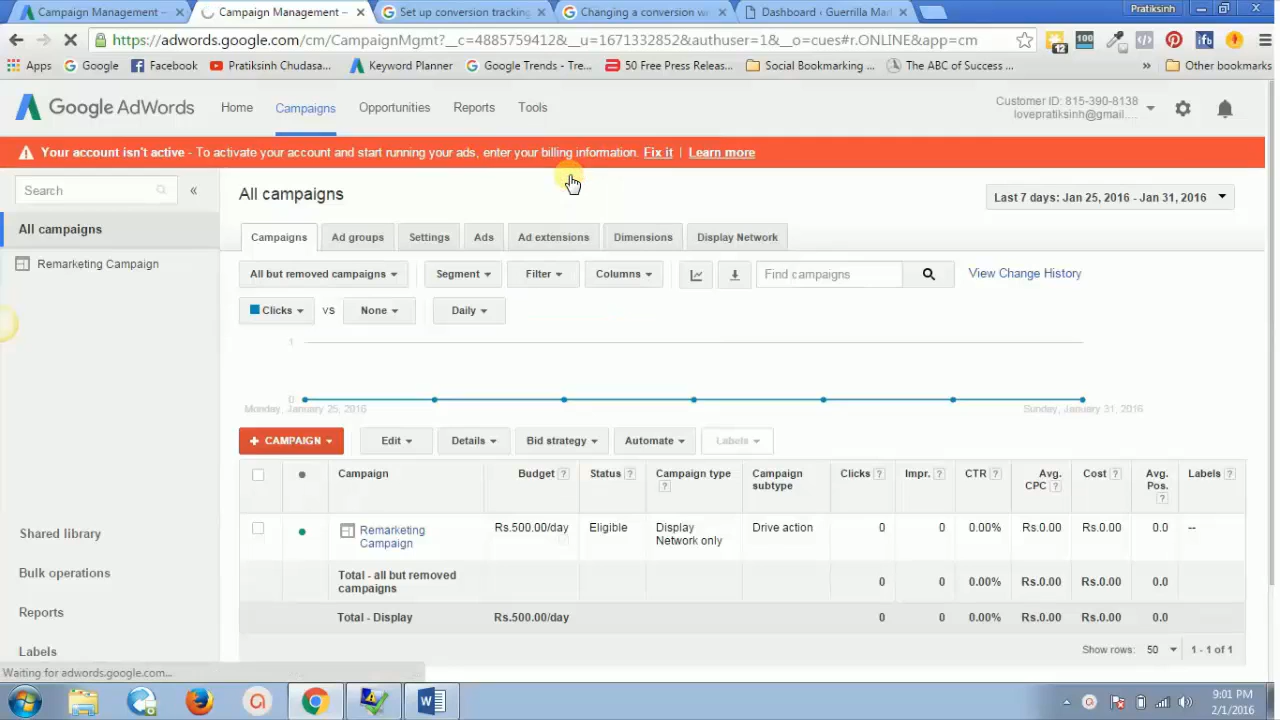 Campaign Management –
Campaign Management –
Set up conversion tracking
Changing a conversion w
Dashboard ‹ Guerrilla Mar
Pratiksinh
https://adwords.google.com/cm/CampaignMgmt?__c=4885759412&__u=1671332852&authuser=1&__o=cues#r.ONLINE&app=cm
12
100
ifb
Apps
Google
Facebook
Pratiksinh Chudasa...
Keyword Planner
Google Trends - Tre...
50 Free Press Releas...
Social Bookmarking ...
The ABC of Success ...
»
Other bookmarks
Google AdWords
Home
Campaigns
Opportunities
Reports
Tools
Customer ID: 815-390-8138
lovepratiksinh@gmail....
Your account isn't active - To activate your account and start running your ads, enter your billing information. Fix it | Learn more
Search
«
All campaigns
Last 7 days: Jan 25, 2016 - Jan 31, 2016
All campaigns
Remarketing Campaign
Campaigns
Ad groups
Settings
Ads
Ad extensions
Dimensions
Display Network
All but removed campaigns
Segment
Filter
Columns
Find campaigns
View Change History
Clicks
VS
None
Daily
1
0
Monday, January 25, 2016
Sunday, January 31, 2016
+ CAMPAIGN
Edit
Details
Bid strategy
Automate
Labels
Campaign
Budget ?
Status ?
Campaign type ?
Campaign subtype
Clicks ?
Impr. ?
CTR ?
Avg. CPC ?
Cost ?
Avg. Pos. ?
Labels ?
Remarketing Campaign
Rs.500.00/day
Eligible
Display Network only
Drive action
0
0
0.00%
Rs.0.00
Rs.0.00
0.0
--
Total - all but removed campaigns
0
0
0.00%
Rs.0.00
Rs.0.00
0.0
Total - Display
Rs.500.00/day
0
0
0.00%
Rs.0.00
Rs.0.00
0.0
Show rows: 50
1 - 1 of 1
Shared library
Bulk operations
Reports
Labels
Waiting for adwords.google.com...
9:01 PM
2/1/2016